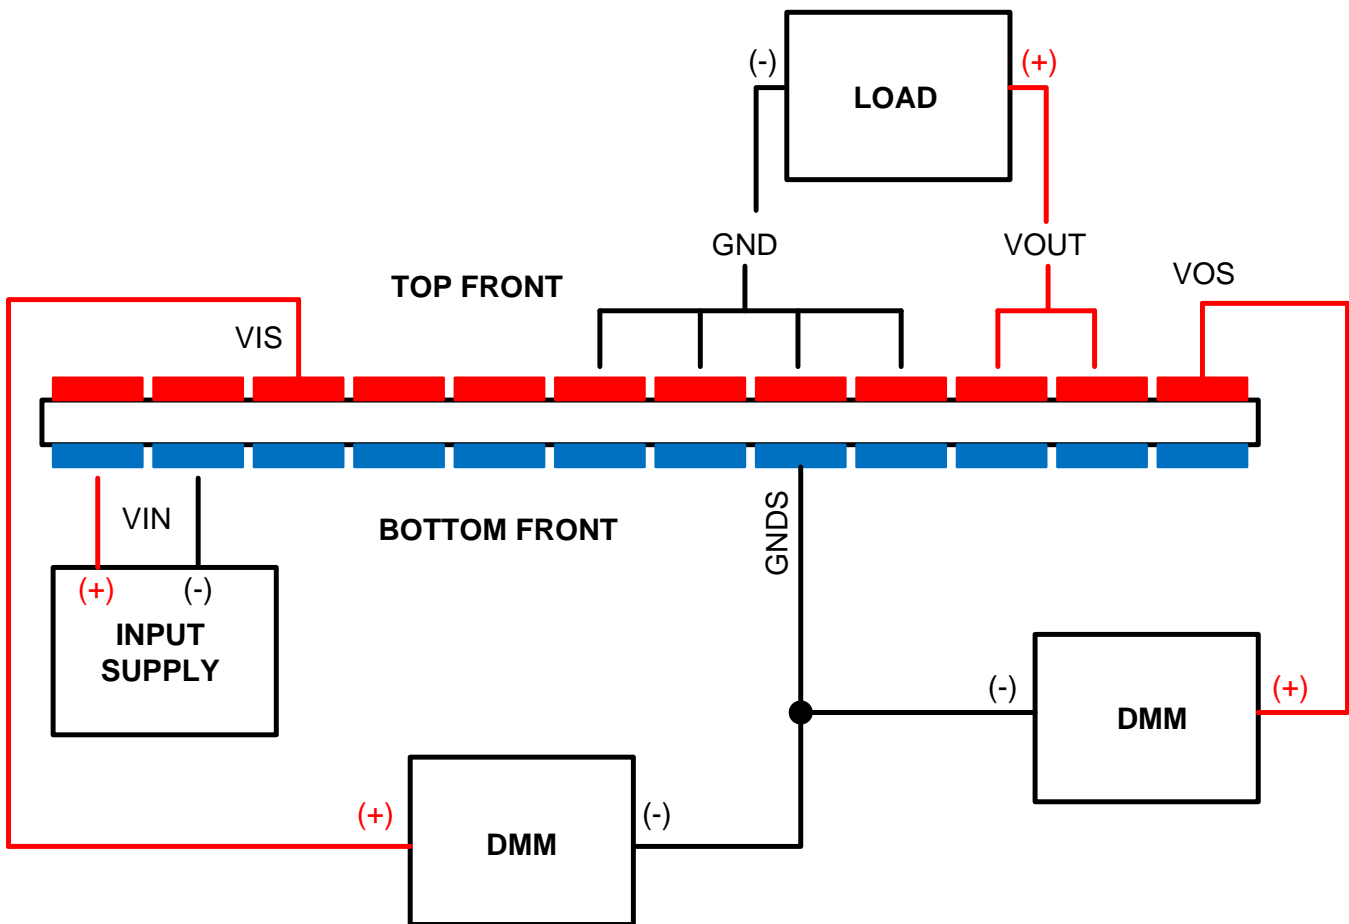 (-)
(+)
LOAD
GND
VOUT
VOS
TOP FRONT
VIS
VIN
BOTTOM FRONT
GNDS
(+)
(-)
INPUT
SUPPLY
(-)
(+)
DMM
(+)
(-)
DMM